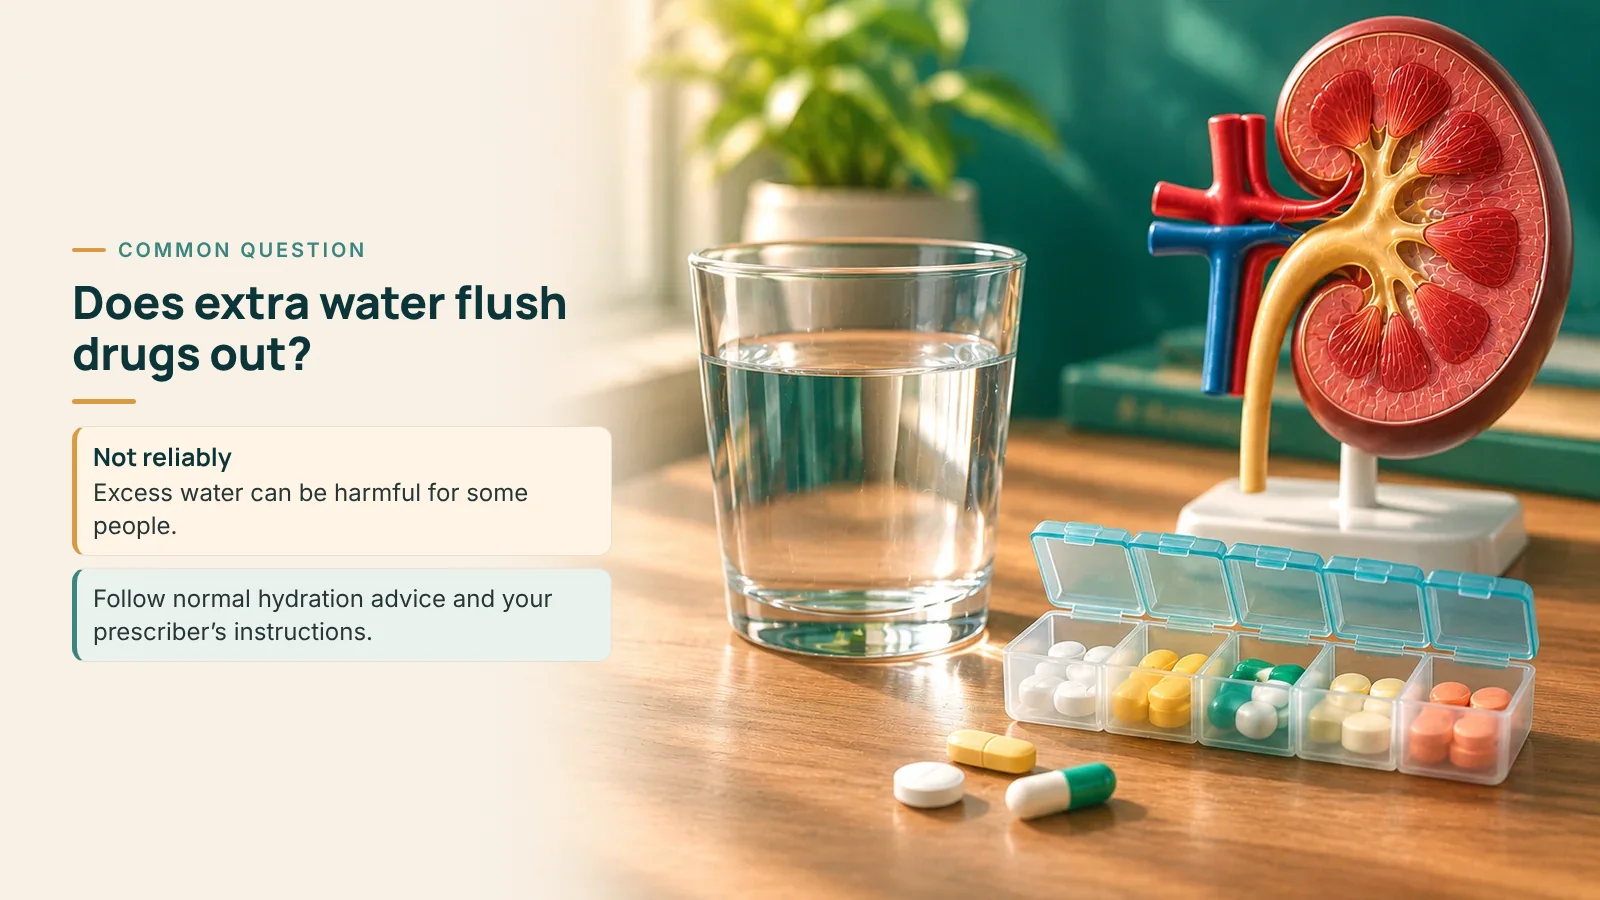 COMMON QUESTION
Does extra water flush
drugs out?
Not reliably
Excess water can be harmful for some
people.
Follow normal hydration advice and your
prescriber’s instructions.